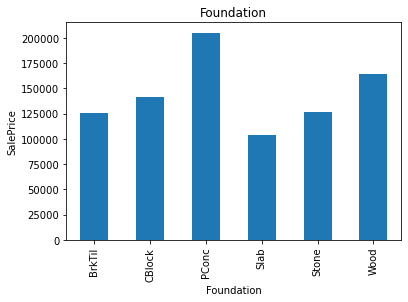 Foundation
200000
175000
150000
125000
100000
75000
50000
25000
0
SalePrice
BrkTil
CBlock
PConc
Slab
Stone
Wood
Foundation